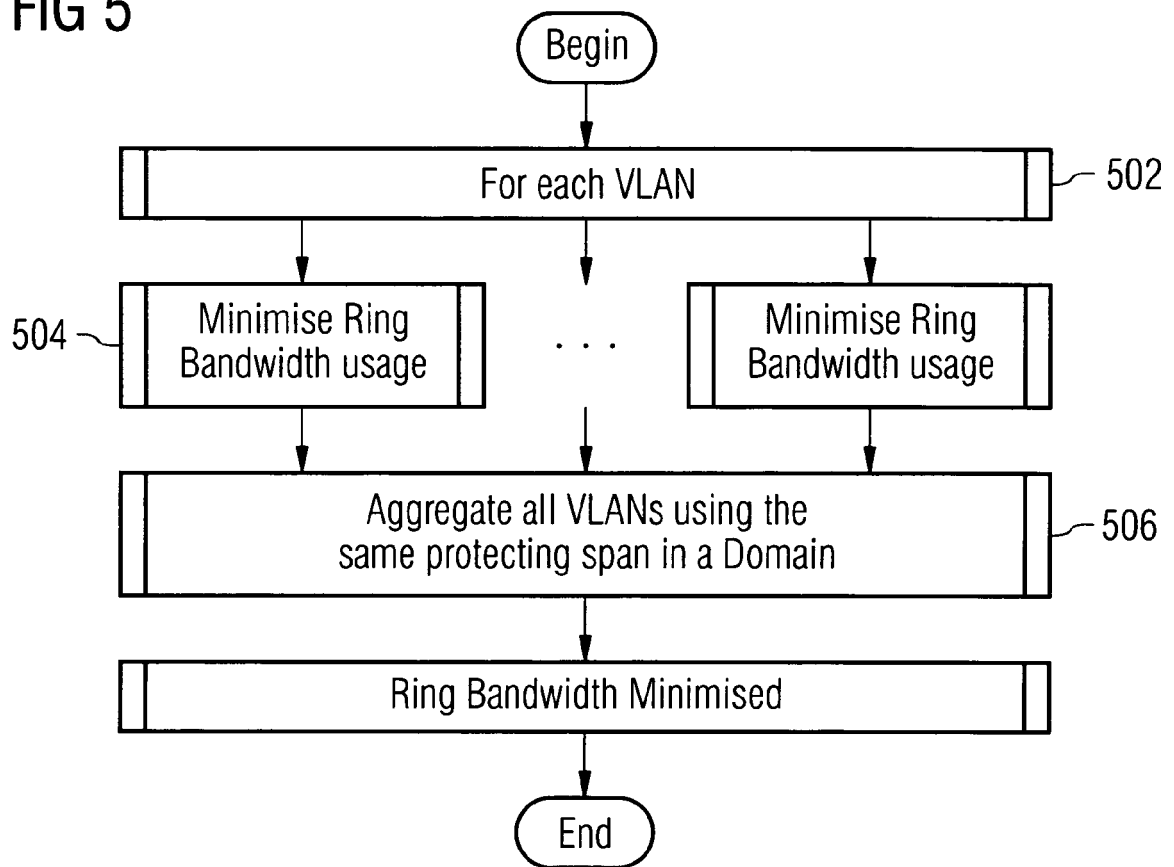 FIG 5
Begin
For each VLAN
502
504
Minimise Ring
Bandwidth usage
. . .
Minimise Ring
Bandwidth usage
Aggregate all VLANs using the
same protecting span in a Domain
506
Ring Bandwidth Minimised
End